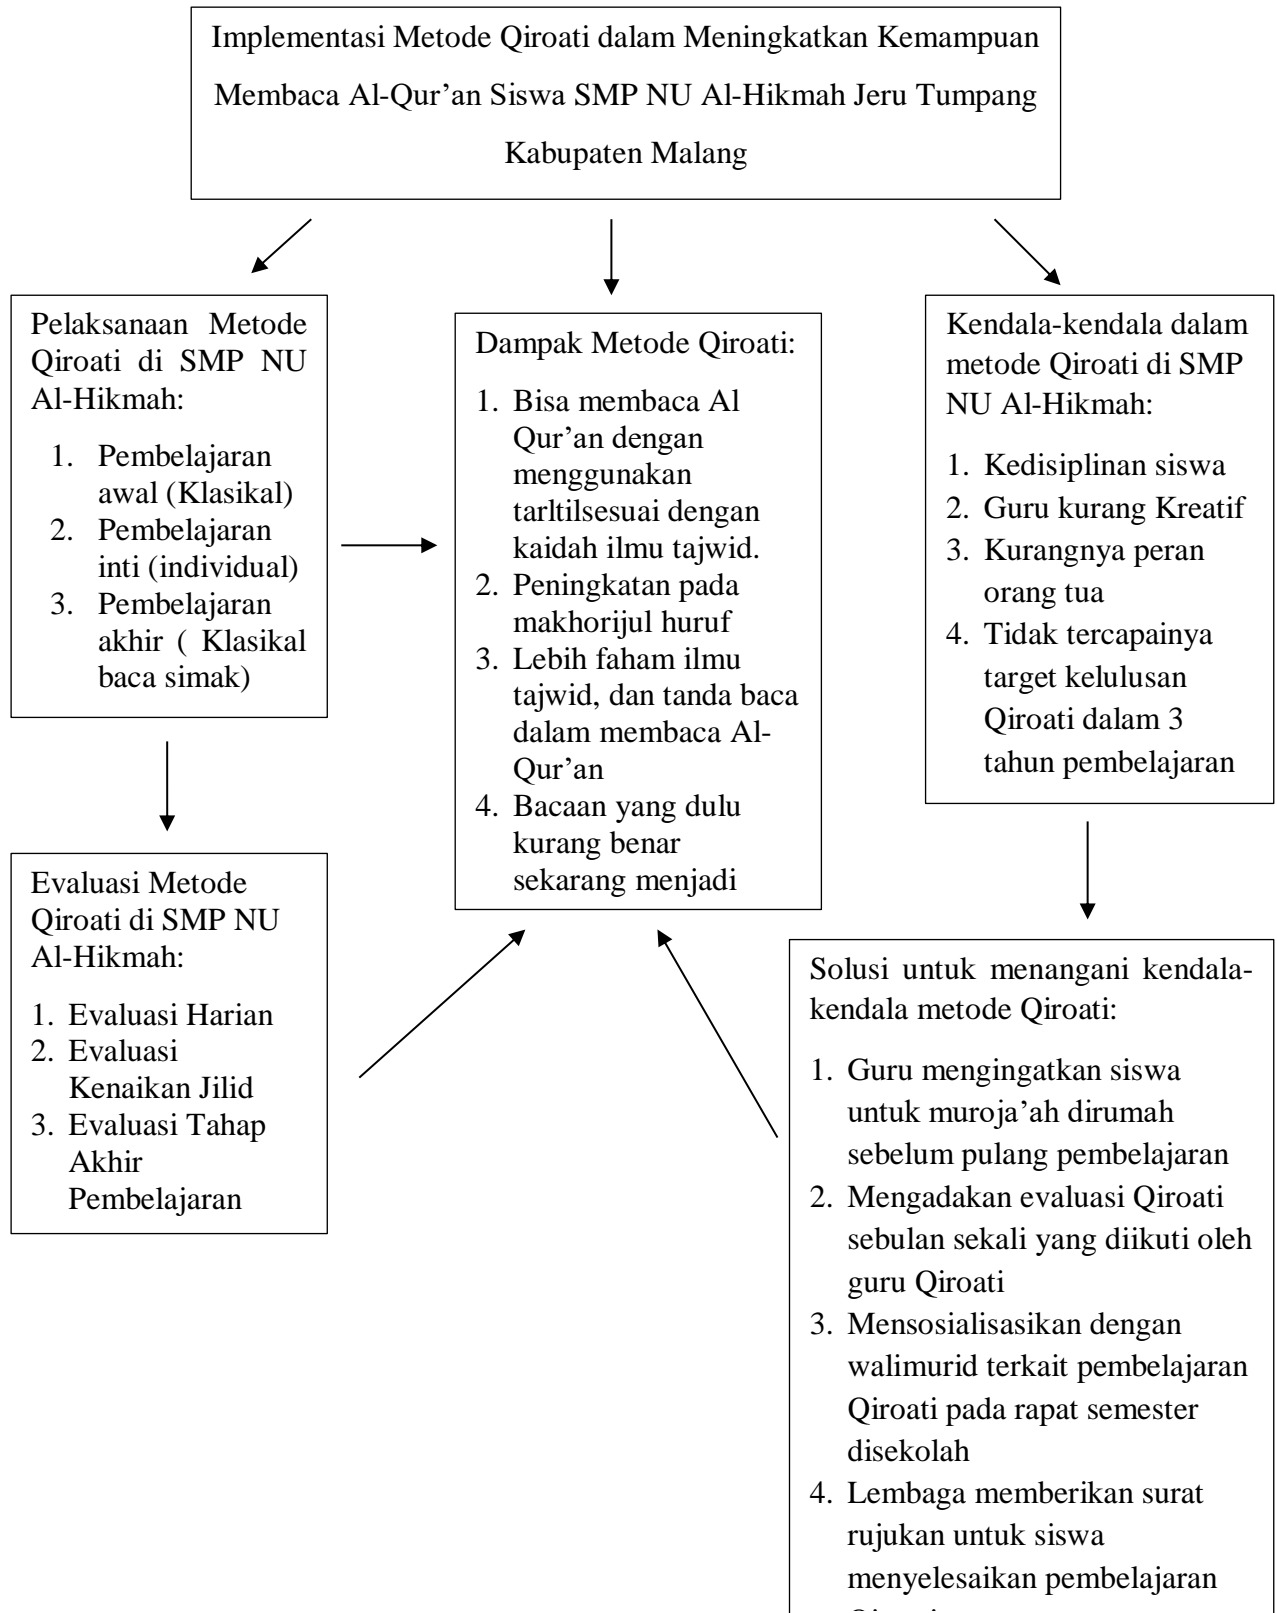 Implementasi Metode Qiroati dalam Meningkatkan Kemampuan
Membaca Al-Qur’an Siswa SMP NU Al-Hikmah Jeru Tumpang
Kabupaten Malang
Pelaksanaan Metode
Qiroati di SMP NU
Al-Hikmah:
1. Pembelajaran
awal (Klasikal)
2. Pembelajaran
inti (individual)
3. Pembelajaran
akhir ( Klasikal
baca simak)
Dampak Metode Qiroati:
1. Bisa membaca Al
Qur’an dengan
menggunakan
tarltilsesuai dengan
kaidah ilmu tajwid.
2. Peningkatan pada
makhorijul huruf
3. Lebih faham ilmu
tajwid, dan tanda baca
dalam membaca Al-
Qur’an
4. Bacaan yang dulu
kurang benar
sekarang menjadi
Kendala-kendala dalam
metode Qiroati di SMP
NU Al-Hikmah:
1. Kedisiplinan siswa
2. Guru kurang Kreatif
3. Kurangnya peran
orang tua
4. Tidak tercapainya
target kelulusan
Qiroati dalam 3
tahun pembelajaran
Evaluasi Metode
Qiroati di SMP NU
Al-Hikmah:
1. Evaluasi Harian
2. Evaluasi
Kenaikan Jilid
3. Evaluasi Tahap
Akhir
Pembelajaran
Solusi untuk menangani kendala-
kendala metode Qiroati:
1. Guru mengingatkan siswa
untuk muroja’ah dirumah
sebelum pulang pembelajaran
2. Mengadakan evaluasi Qiroati
sebulan sekali yang diikuti oleh
guru Qiroati
3. Mensosialisasikan dengan
walimurid terkait pembelajaran
Qiroati pada rapat semester
disekolah
4. Lembaga memberikan surat
rujukan untuk siswa
menyelesaikan pembelajaran